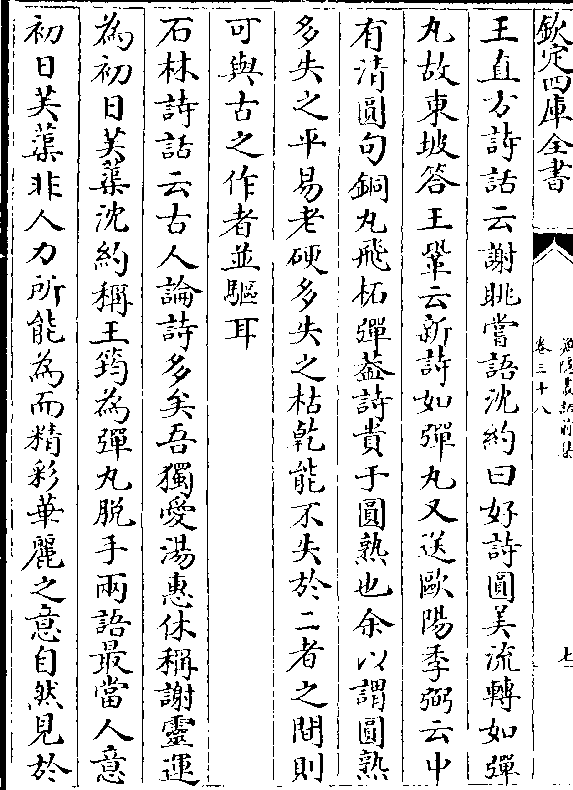 欽定四庫全書
漁隱叢話前集
卷三十八
七
王直方詩話云謝眺嘗語沈約曰好詩圓美流轉如彈
丸故東坡答王鞏云新詩如彈丸又送歐陽季弼云中
有清圓句銅丸飛柘彈葢詩貴于圓熟也余以謂圓熟
多失之平易老硬多失之枯乾能不失於二者之間則
可與古之作者並驅耳
石林詩話云古人論詩多矣吾獨愛湯惠休稱謝靈運
為初日芙蕖沈約稱王筠為彈丸脱手兩語最當人意
初日芙蕖非人力所能為而精彩華麗之意自然見於